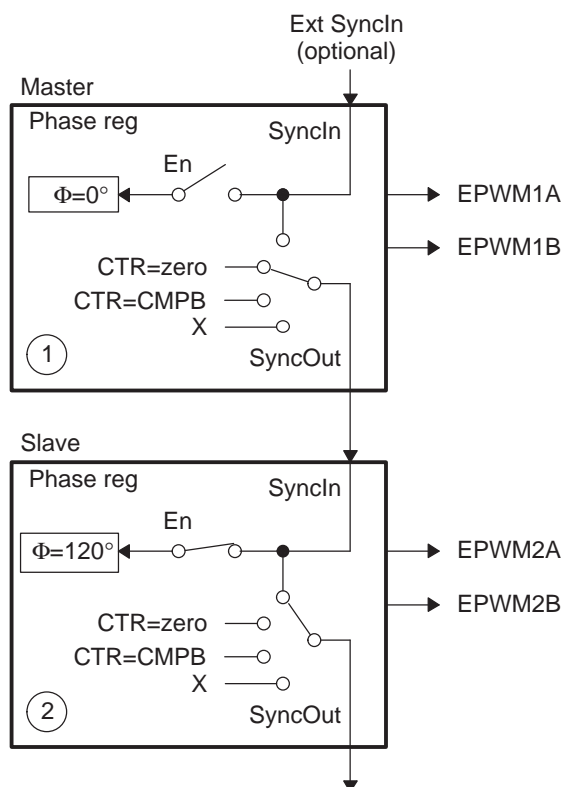 Ext SyncIn
(optional)
Master
Phase reg
SyncIn
En
Φ=0°
EPWM1A
EPWM1B
CTR=zero
CTR=CMPB
X
1
SyncOut
Slave
Phase reg
SyncIn
En
Φ=120°
EPWM2A
EPWM2B
CTR=zero
CTR=CMPB
X
2
SyncOut